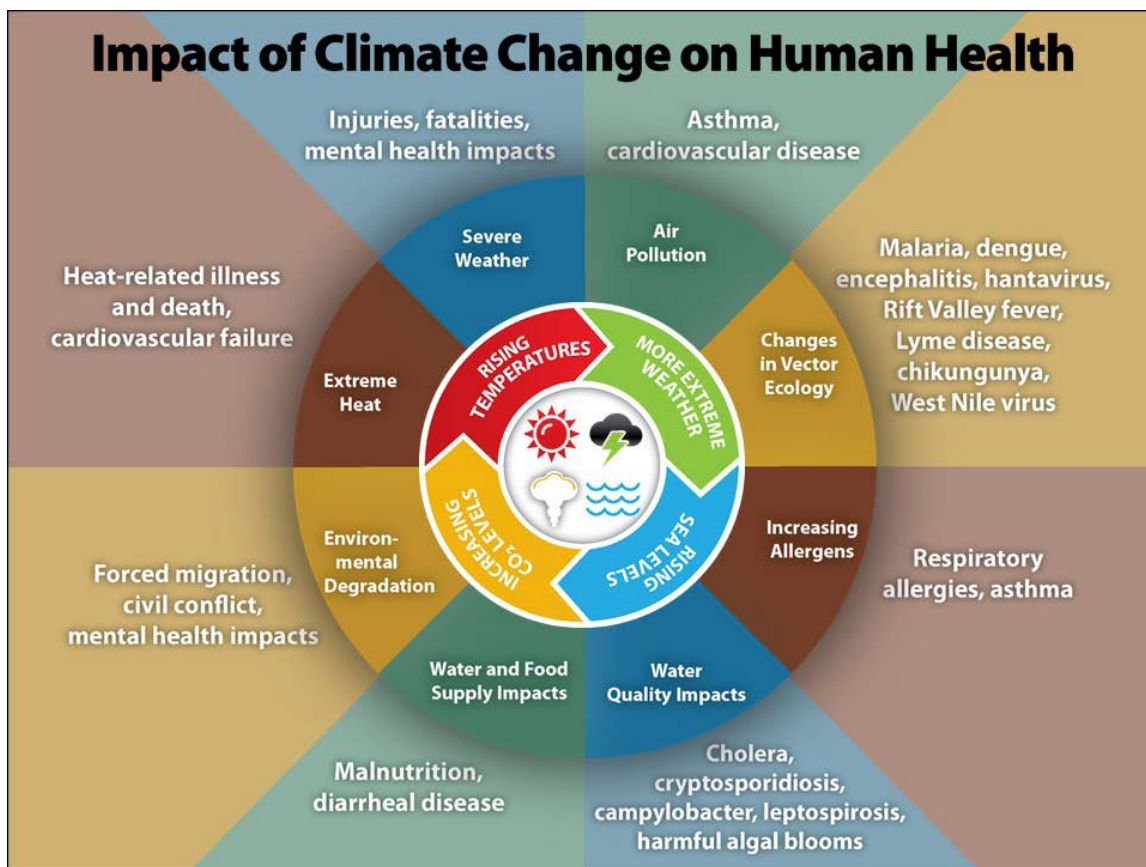 Impact of Climate Change on Human Health
Injuries, fatalities,
mental health impacts
Asthma,
cardiovascular disease
Severe
Weather
Air
Pollution
Heat-related illness
and death,
cardiovascular failure
Extreme
Heat
Changes
in Vector
Ecology
Malaria, dengue,
encephalitis, hantavirus,
Rift Valley fever,
Lyme disease,
chikungunya,
West Nile virus
RISING
TEMPERATURES
MORE EXTREME
WEATHER
INCREASING
CO₂ LEVELS
RISING
SEA LEVELS
Forced migration,
civil conflict,
mental health impacts
Environ-
mental
Degradation
Increasing
Allergens
Respiratory
allergies, asthma
Water and Food
Supply Impacts
Water
Quality Impacts
Malnutrition,
diarrheal disease
Cholera,
cryptosporidiosis,
campylobacter, leptospirosis,
harmful algal blooms